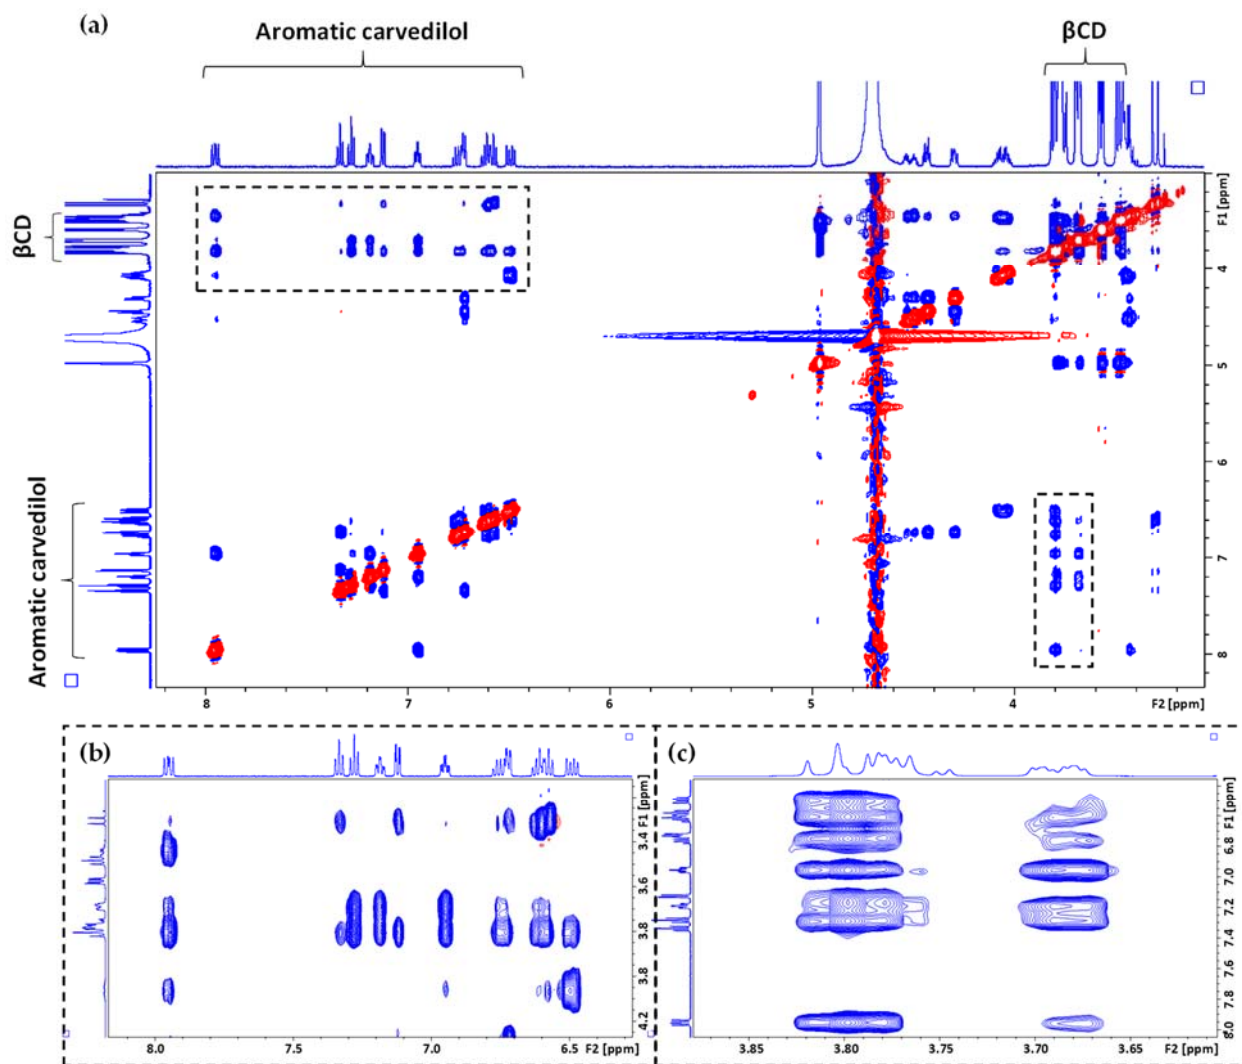 (a)
Aromatic carvedilol
βCD
βCD
Aromatic carvedilol
F1 [ppm]
4
5
6
7
8
8
7
6
5
4
F2 [ppm]
(b)
F1 [ppm]
3.4
3.6
3.8
3.8
4.2
8.0
7.5
7.0
6.5
F2 [ppm]
(c)
F1 [ppm]
6.8
7.0
7.2
7.4
7.6
7.8
8.0
3.85
3.80
3.75
3.70
3.65
F2 [ppm]